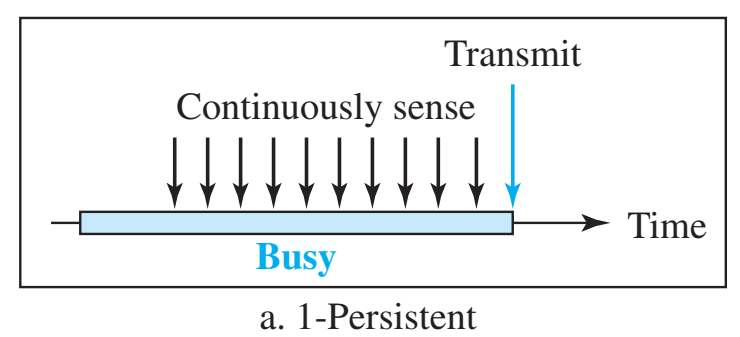 Transmit
Continuously sense
Time
Busy
a. 1-Persistent